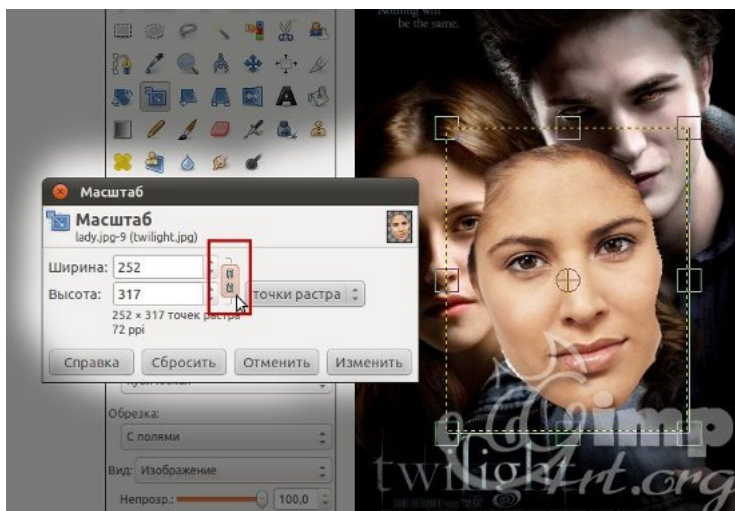 Nothing will
be the same.
Масштаб
Масштаб
lady.jpg-9 (twilight.jpg)
Ширина: 252
Высота: 317 точки растра
252 × 317 точек растра
72 ppi
Справка Сбросить Отменить Изменить
Обрезка:
С полями
Вид: Изображение
Непрозр.: 100,0
twilight
Gimp
Art.org